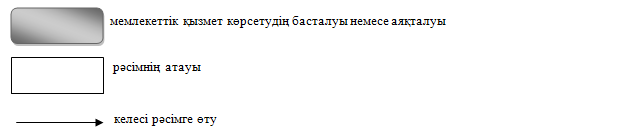 мемлекеттік қызмет көрсетудің басталуы немесе аяқталуы
рәсімнің атауы
келесі рәсімге өту